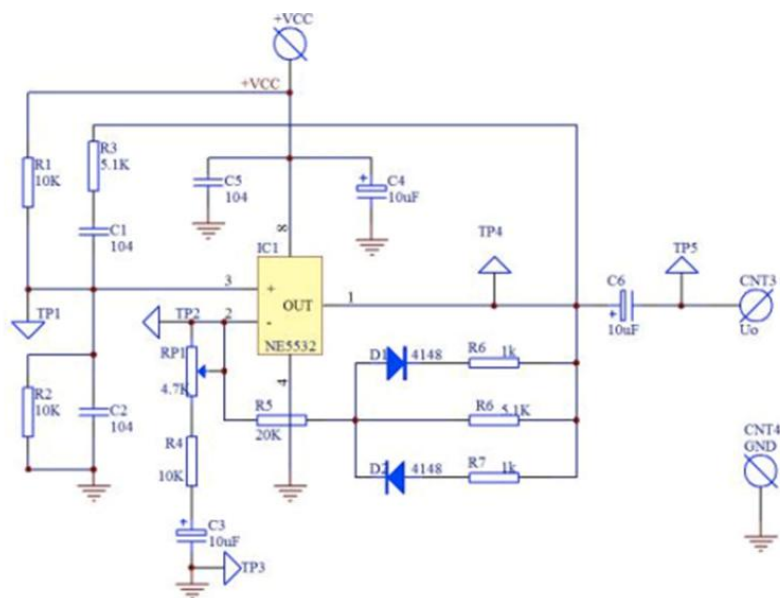 +VCC
+VCC
R3
5.1K
R1
10K
C5
104
C4
10uF
C1
104
8
IC1
TP4
TP5
3
+
OUT
1
C6
CNT3
TP1
TP2
2
-
10uF
Uo
NE5532
RP1
4.7K
D1
4148
R6
1k
4
R2
10K
C2
104
R5
20K
R6
5.1K
R4
10K
D2
4148
R7
1k
CNT4
GND
C3
10uF
TP3